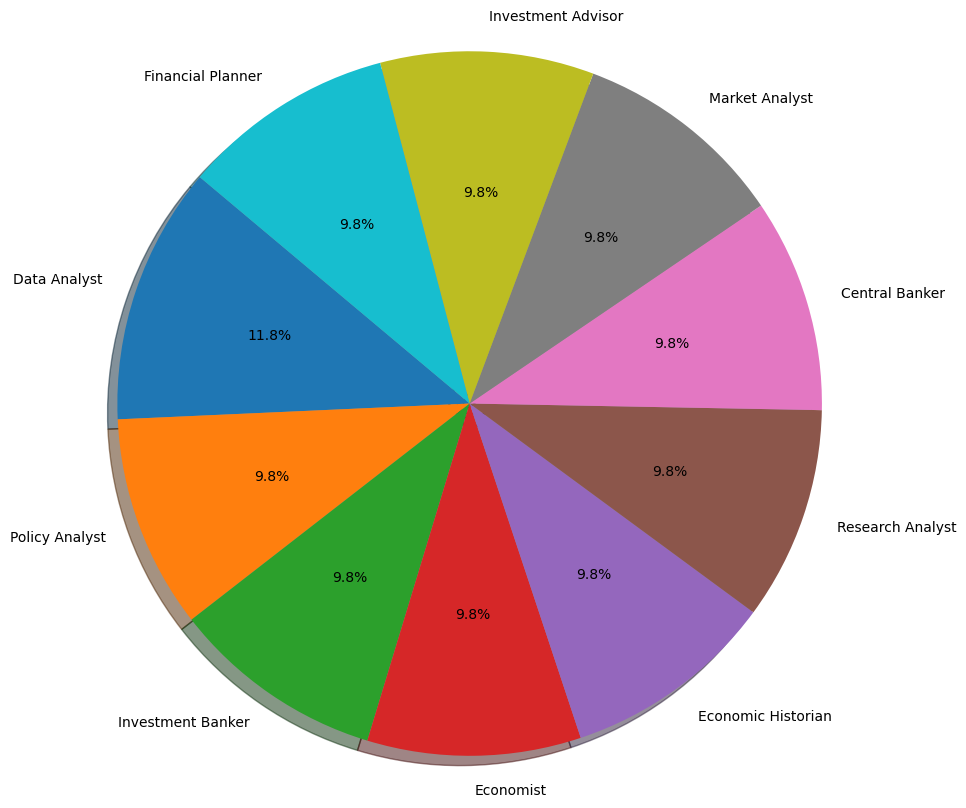 Investment Advisor
Financial Planner
Market Analyst
9.8%
9.8%
9.8%
Data Analyst
Central Banker
11.8%
9.8%
9.8%
9.8%
Policy Analyst
Research Analyst
9.8%
9.8%
9.8%
Investment Banker
Economic Historian
Economist